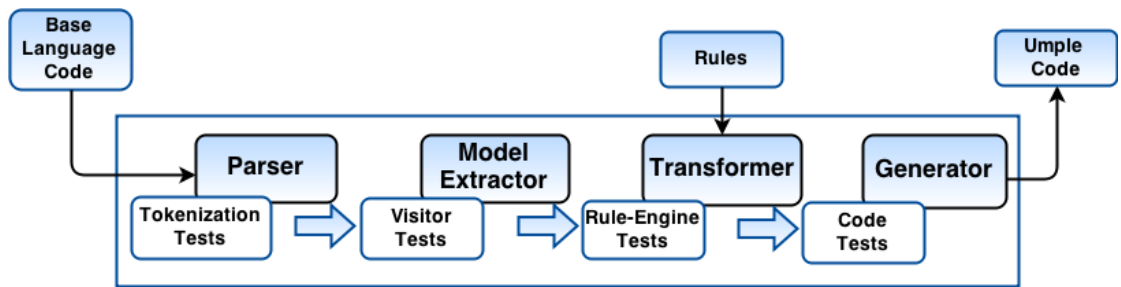 Base
Language
Code
Rules
Umple
Code
Parser
Model
Extractor
Transformer
Generator
Tokenization
Tests
Visitor
Tests
Rule-Engine
Tests
Code
Tests